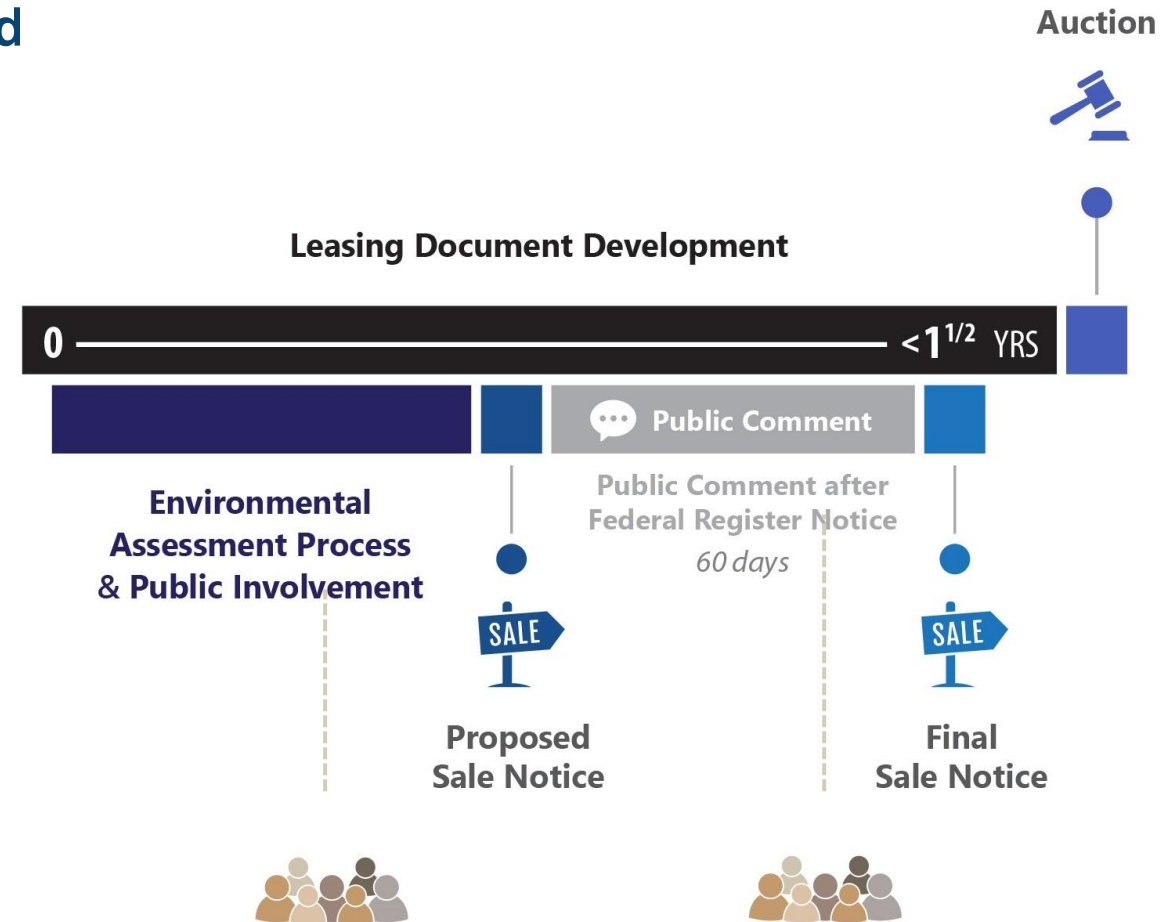 d
Auction
Leasing Document Development
0 <1 1/2 YRS
Public Comment
Environmental
Assessment Process
& Public Involvement
Public Comment after
Federal Register Notice
60 days
SALE
Proposed
Sale Notice
SALE
Final
Sale Notice